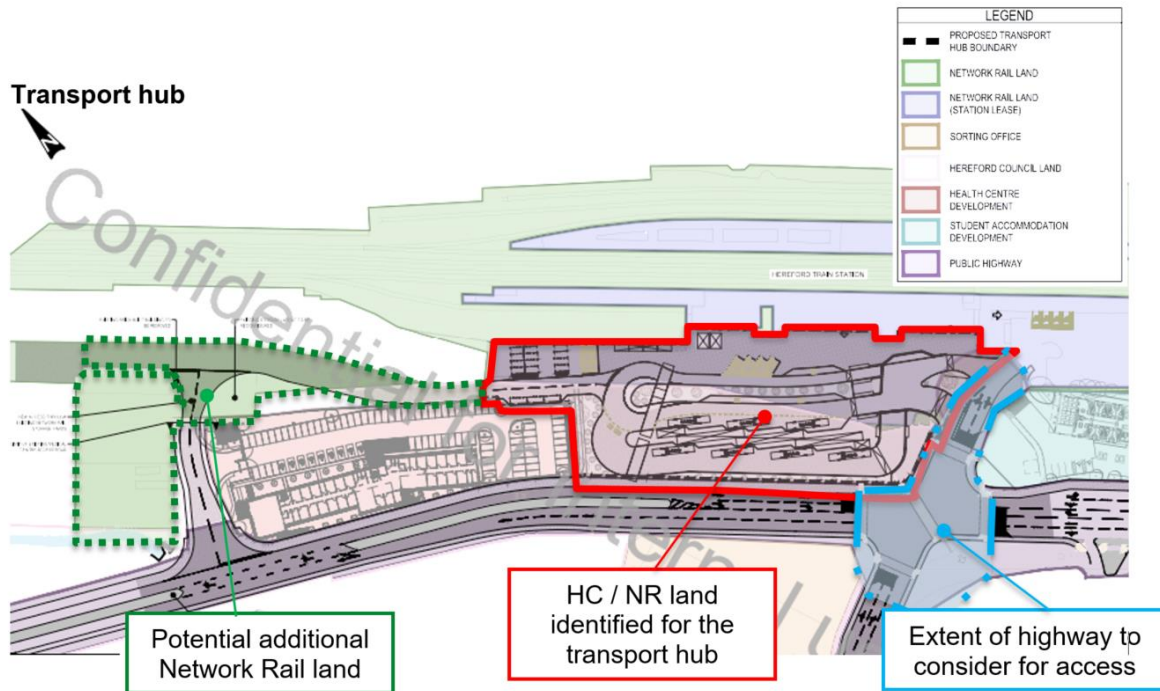 LEGEND
PROPOSED TRANSPORT
HUB BOUNDARY
NETWORK RAIL LAND
NETWORK RAIL LAND
(STATION LEASE)
SORTING OFFICE
HEREFORD COUNCIL LAND
HEALTH CENTRE
DEVELOPMENT
STUDENT ACCOMMODATION
DEVELOPMENT
PUBLIC HIGHWAY
Transport hub
N
Confidential for internal u
HEREFORD TRAIN STATION
HC / NR land
identified for the
transport hub
Potential additional
Network Rail land
Extent of highway to
consider for access